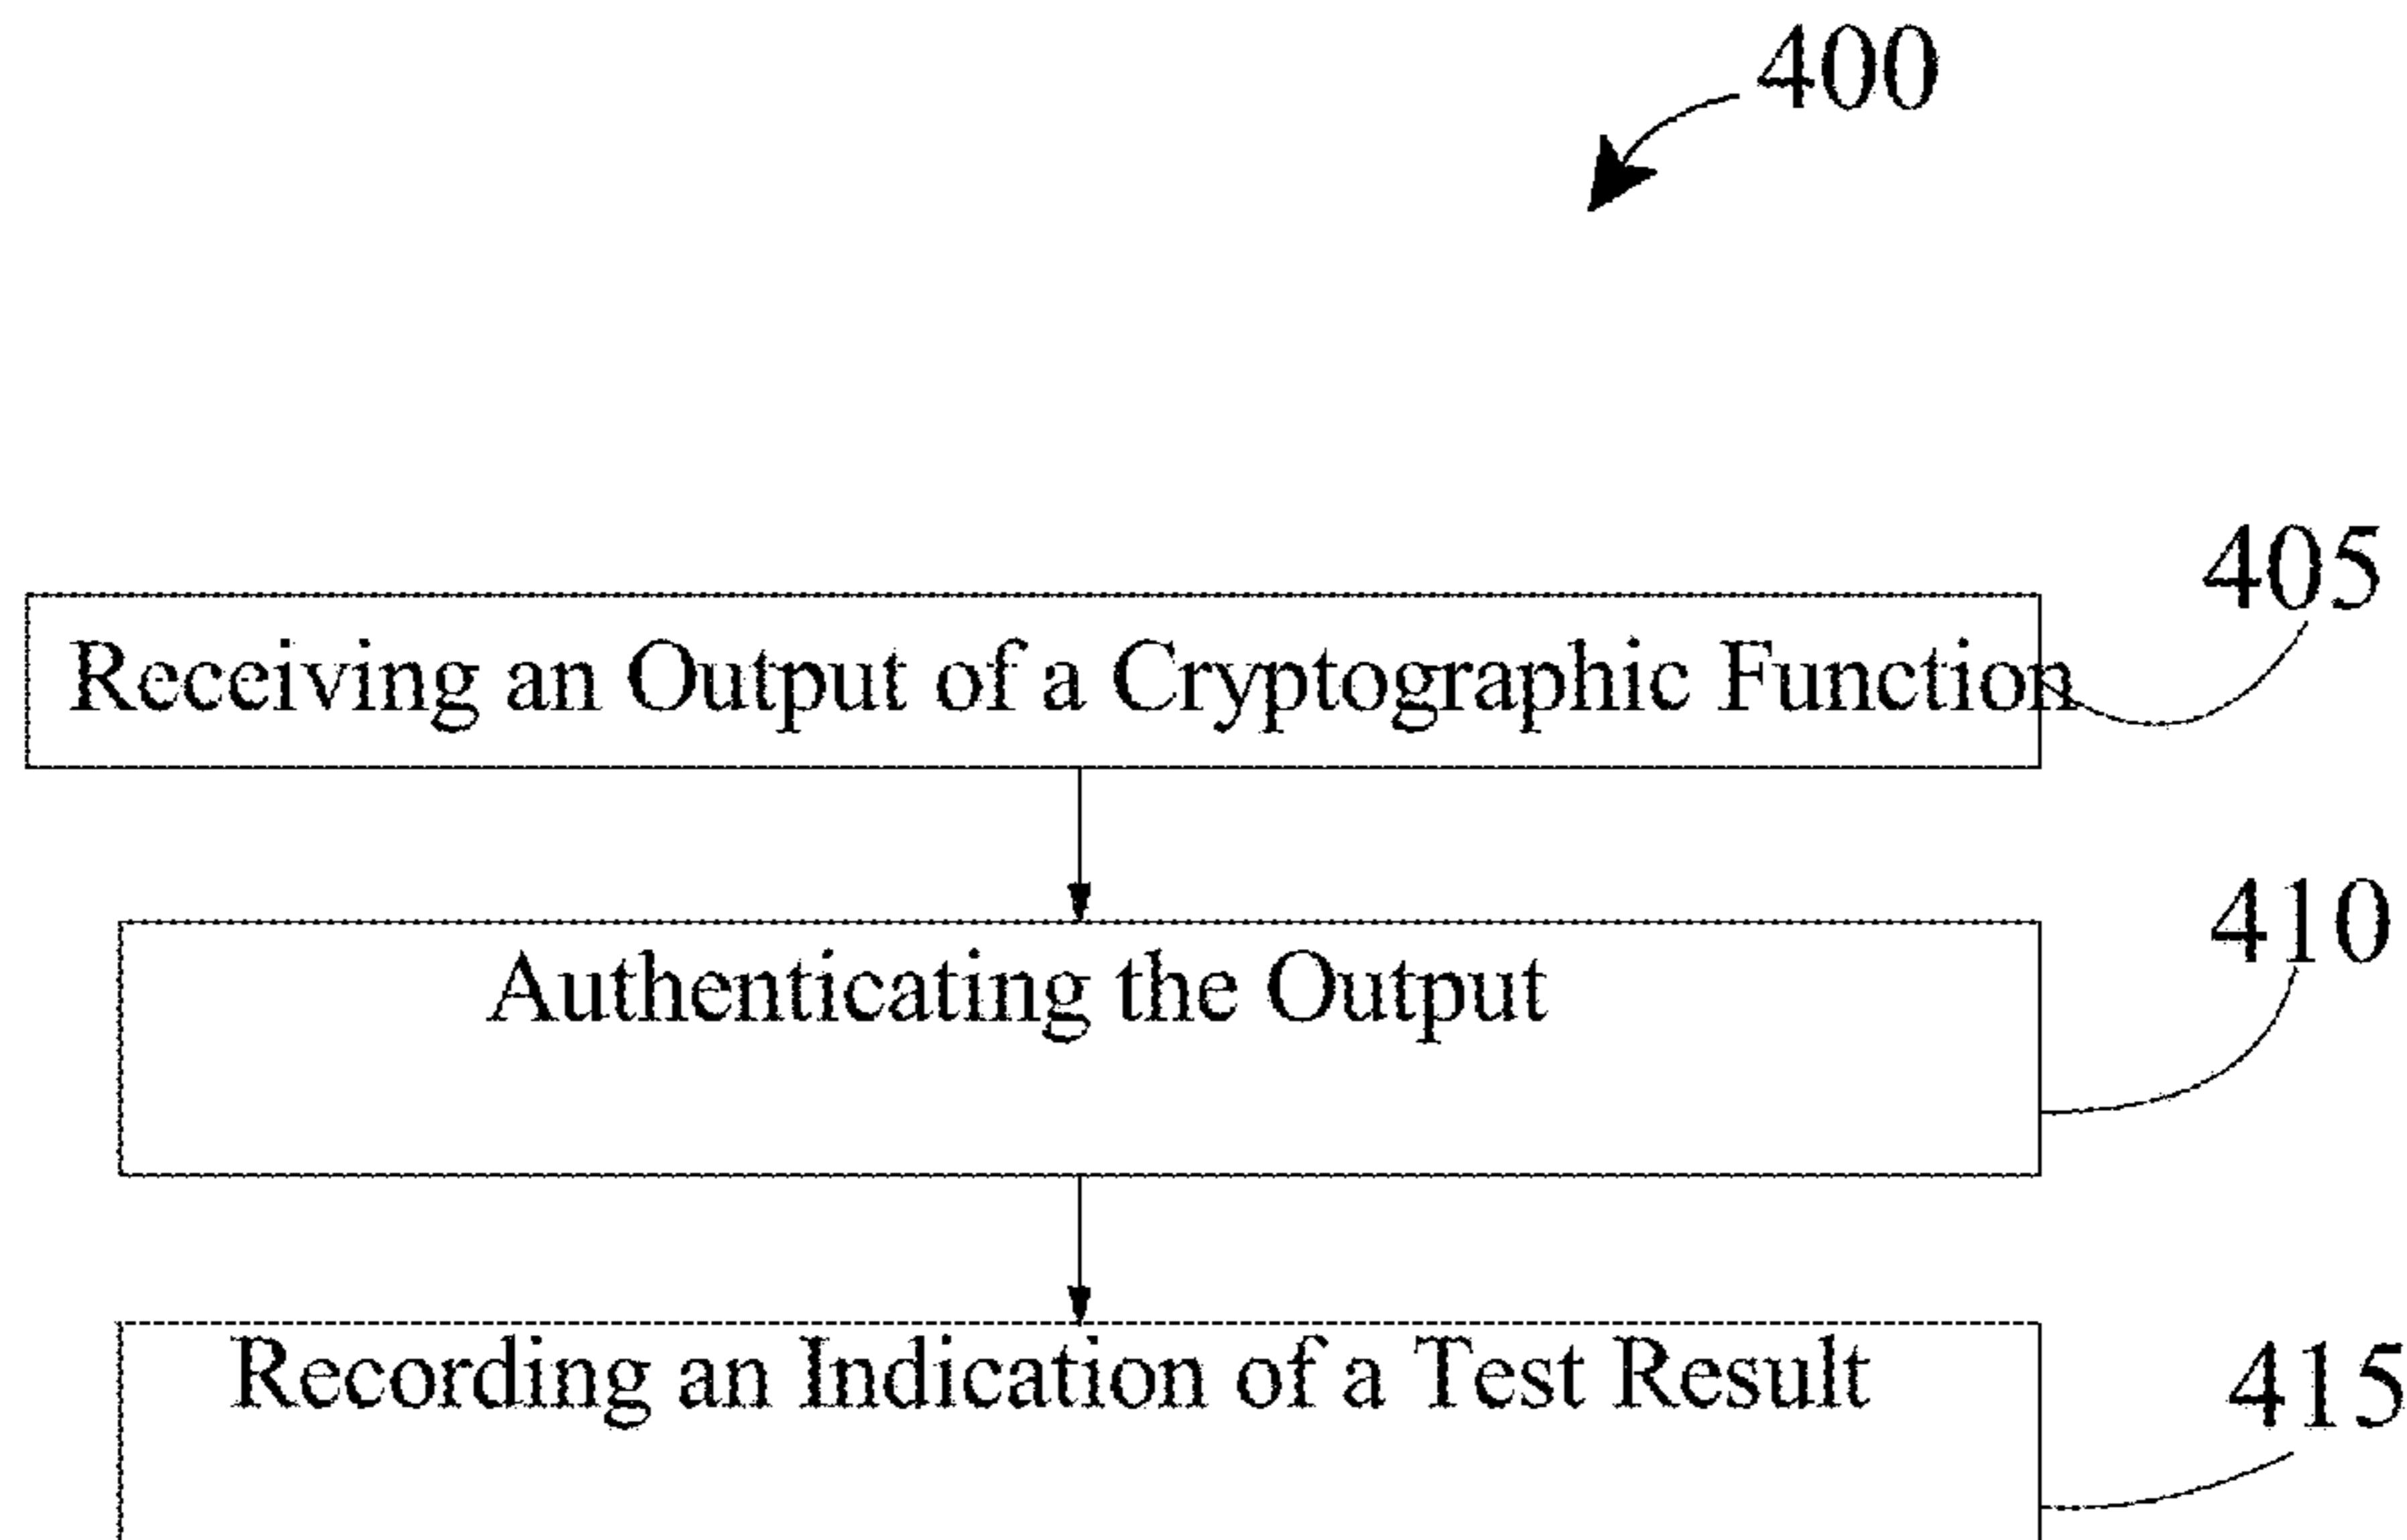 400
405
Receiving an Output of a Cryptographic Function
410
Authenticating the Output
Recording an Indication of a Test Result
415